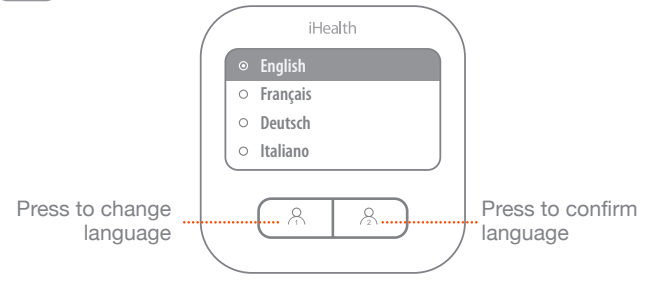 iHealth
English
Français
Deutsch
Italiano
Press to change
language
1
2
Press to confirm
language